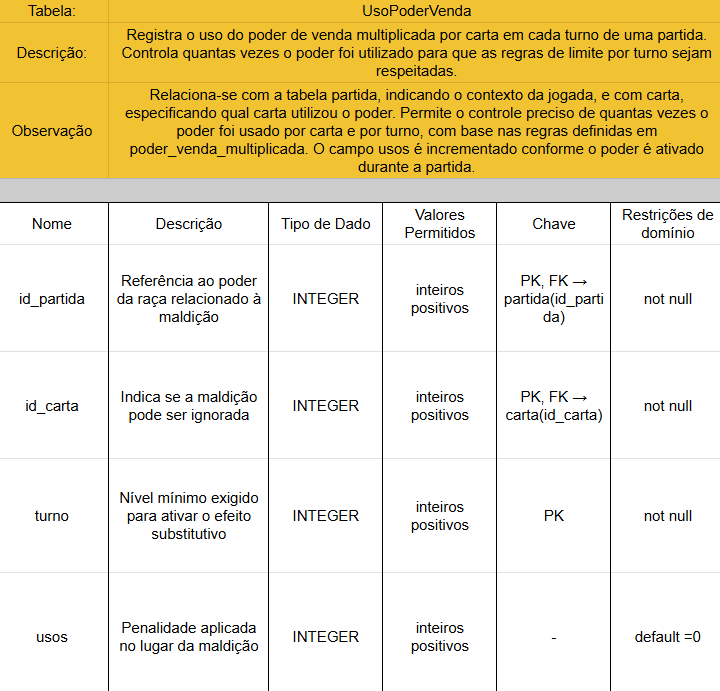 Tabela:
UsoPoderVenda
Descrição:
Registra o uso do poder de venda multiplicada por carta em cada turno de uma partida.
Controla quantas vezes o poder foi utilizado para que as regras de limite por turno sejam
respeitadas.
Observação
Relaciona-se com a tabela partida, indicando o contexto da jogada, e com carta,
especificando qual carta utilizou o poder. Permite o controle preciso de quantas vezes o
poder foi usado por carta e por turno, com base nas regras definidas em
poder_venda_multiplicada. O campo usos é incrementado conforme o poder é ativado
durante a partida.
Nome
Descrição
Tipo de Dado
Valores
Permitidos
Chave
Restrições de
domínio
id_partida
Referência ao poder
da raça relacionado à
maldição
INTEGER
inteiros
positivos
PK, FK →
partida(id_parti
da)
not null
id_carta
Indica se a maldição
pode ser ignorada
INTEGER
inteiros
positivos
PK, FK →
carta(id_carta)
not null
turno
Nível mínimo exigido
para ativar o efeito
substitutivo
INTEGER
inteiros
positivos
PK
not null
usos
Penalidade aplicada
no lugar da maldição
INTEGER
inteiros
positivos
-
default =0